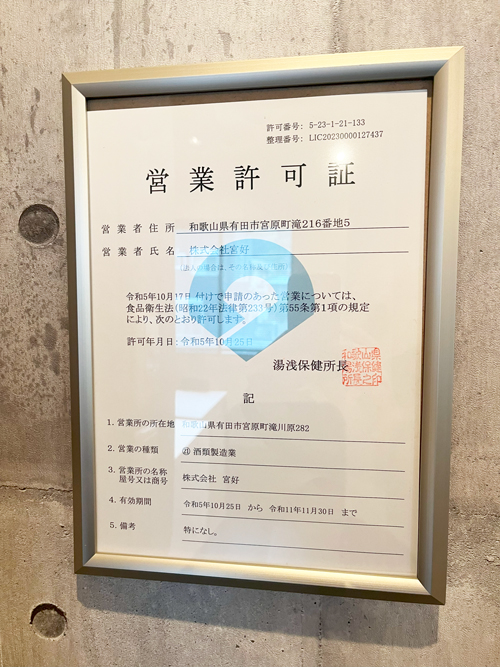 許可番号: 5-23-1-21-133
整理番号: LIC20230000127437
営業許可証
営業者住所 和歌山県有田市宮原町滝216番地5
営業者氏名 株式会社宮好
令和5年10月17日付けで申請のあった営業については、
食品衛生法(昭和22年法律第233号)第55条第1項の規定
により、次のとおり許可します。
許可年月日: 令和5年10月25日
湯浅保健所長
記
1. 営業所の所在地 和歌山県有田市宮原町滝川原282
2. 営業の種類 ㉑ 酒類製造業
3. 営業所の名称 株式会社 宮好
屋号又は商号
4. 有効期間 令和5年10月25日 から 令和11年11月30日 まで
5. 備考 特になし。